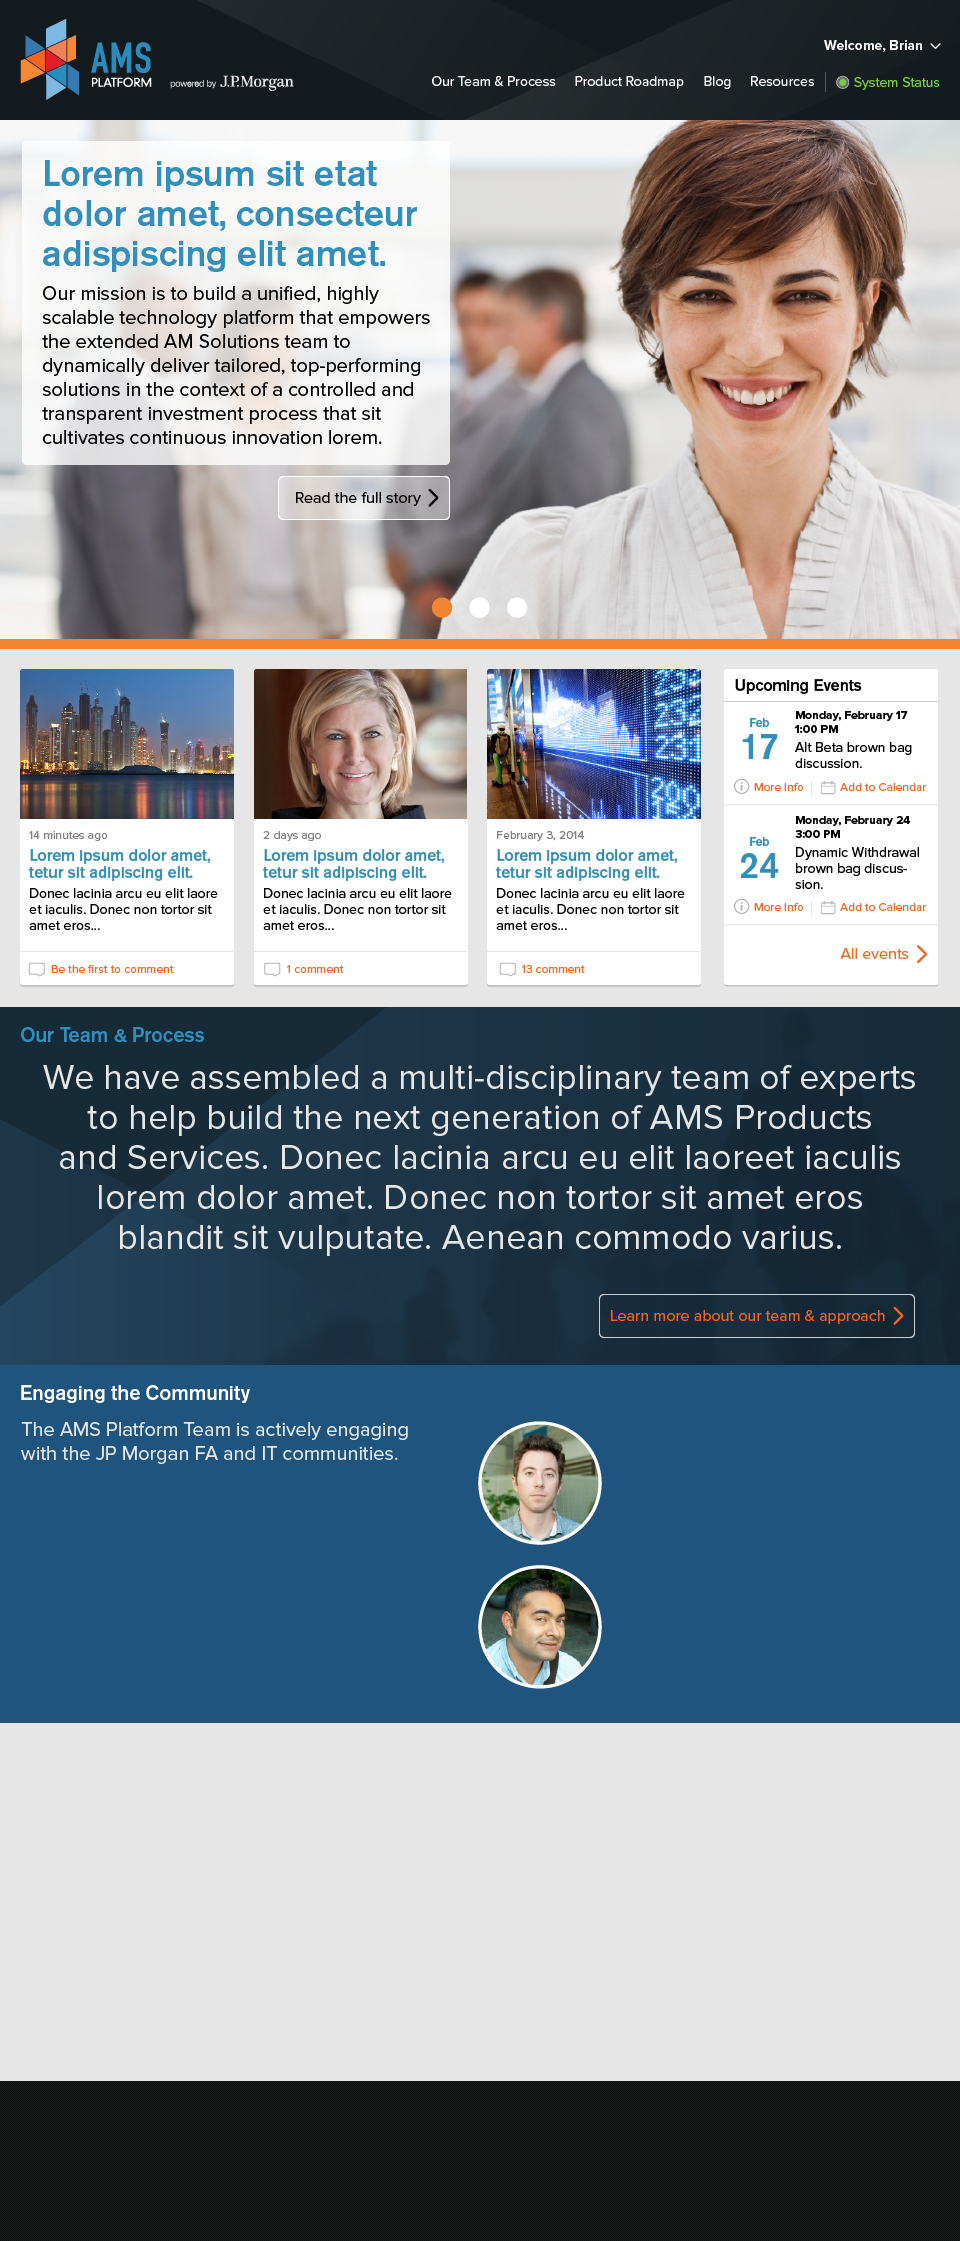 AMS
PLATFORM
powered by J.P.Morgan
Welcome, Brian
Our Team & Process
Product Roadmap
Blog
Resources
System Status
Lorem ipsum sit etat
dolor amet, consecteur
adispiscing elit amet.
Our mission is to build a unified, highly
scalable technology platform that empowers
the extended AM Solutions team to
dynamically deliver tailored, top-performing
solutions in the context of a controlled and
transparent investment process that sit
cultivates continuous innovation lorem.
Read the full story
14 minutes ago
Lorem ipsum dolor amet,
tetur sit adipiscing elit.
Donec lacinia arcu eu elit laore
et iaculis. Donec non tortor sit
amet eros...
Be the first to comment
2 days ago
Lorem ipsum dolor amet,
tetur sit adipiscing elit.
Donec lacinia arcu eu elit laore
et iaculis. Donec non tortor sit
amet eros...
1 comment
February 3, 2014
Lorem ipsum dolor amet,
tetur sit adipiscing elit.
Donec lacinia arcu eu elit laore
et iaculis. Donec non tortor sit
amet eros...
13 comment
Upcoming Events
Feb
17
Monday, February 17
1:00 PM
Alt Beta brown bag
discussion.
More Info
Add to Calendar
Feb
24
Monday, February 24
3:00 PM
Dynamic Withdrawal
brown bag discus-
sion.
More Info
Add to Calendar
All events
Our Team & Process
We have assembled a multi-disciplinary team of experts
to help build the next generation of AMS Products
and Services. Donec lacinia arcu eu elit laoreet iaculis
lorem dolor amet. Donec non tortor sit amet eros
blandit sit vulputate. Aenean commodo varius.
Learn more about our team & approach
Engaging the Community
The AMS Platform Team is actively engaging
with the JP Morgan FA and IT communities.